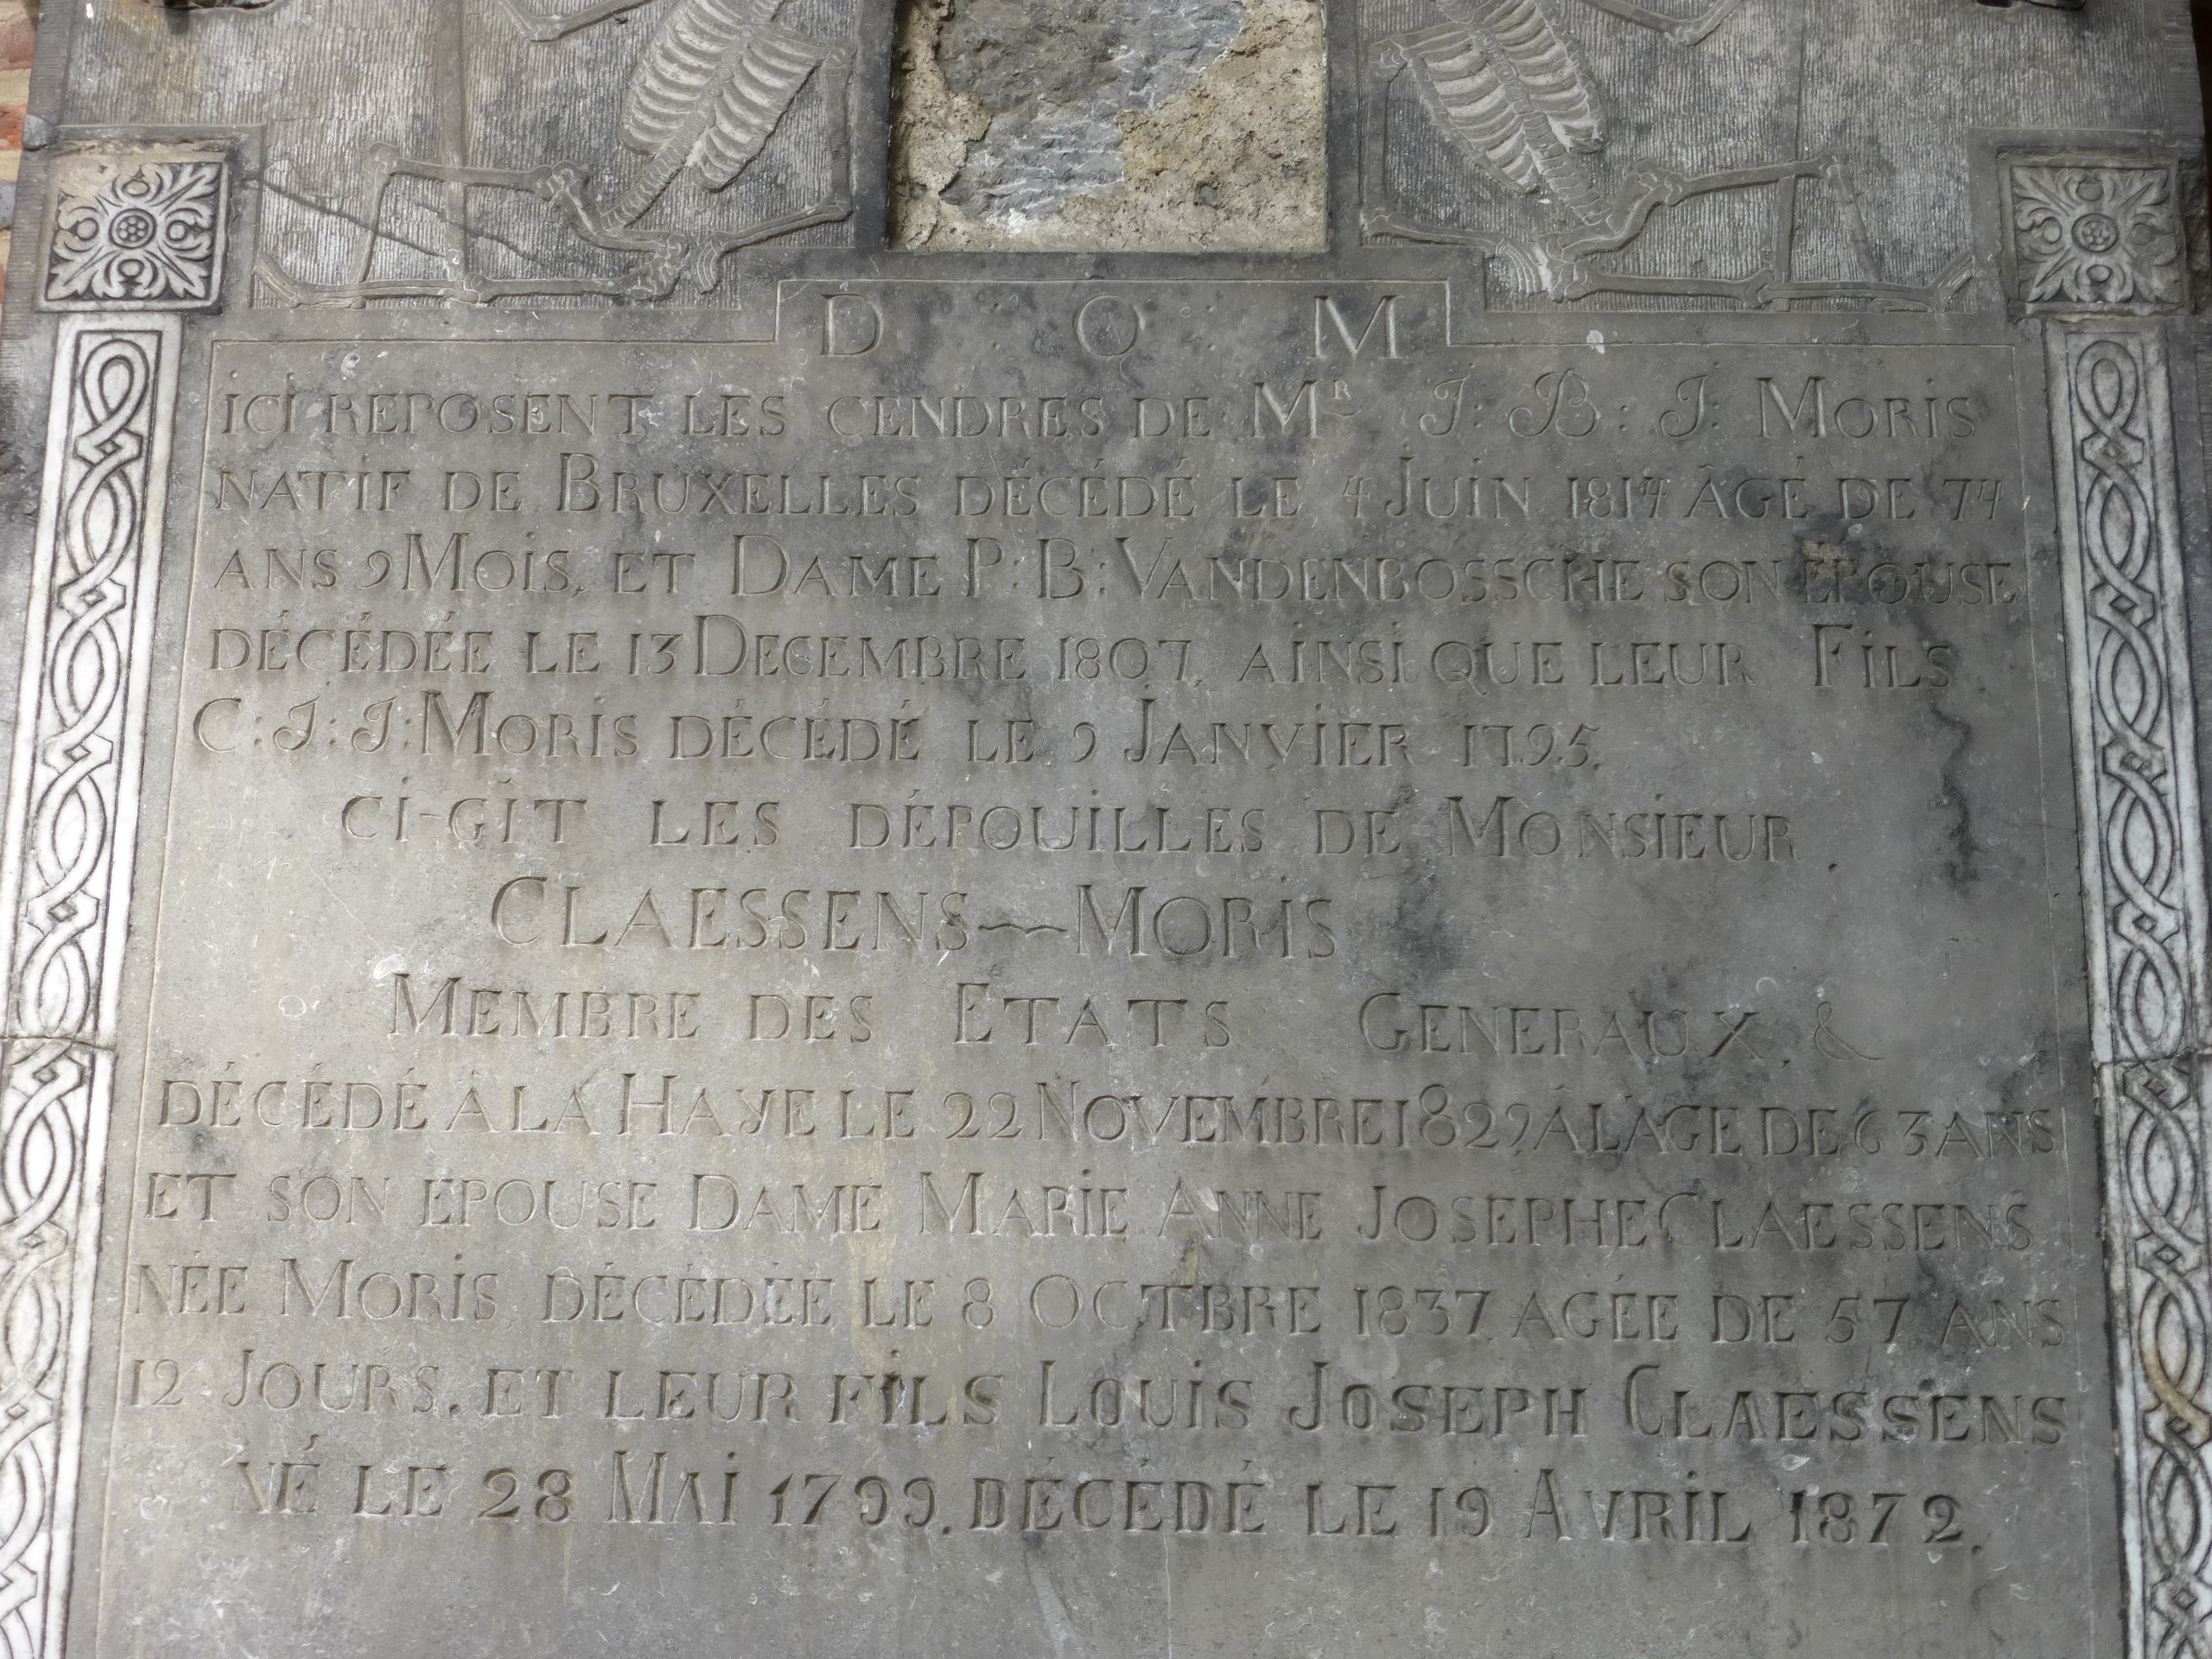 D O M
ICI REPOSENT LES CENDRES DE MR J: B: J: MORIS
NATIF DE BRUXELLES DÉCÉDÉ LE 4 JUIN 1814 ÂGÉ DE 74
ANS 9 MOIS, ET DAME P: B: VANDENBOSSCHE SON EPOUSE
DÉCÉDÉE LE 13 DECEMBRE 1807, AINSI QUE LEUR FILS
C: J: J: MORIS DÉCÉDÉ LE 9 JANVIER 1795.
CI-GÎT LES DÉPOUILLES DE MONSIEUR
CLAESSENS~MORIS
MEMBRE DES ETATS GENERAUX, &
DÉCÉDÉ À LA HAYE LE 22 NOVEMBRE 1829 À L'AGE DE 63 ANS
ET SON EPOUSE DAME MARIE ANNE JOSEPHE CLAESSENS
NÉE MORIS, DÉCÉDÉE LE 8 OCTBRE 1837 AGÉE DE 57 ANS
12 JOURS. ET LEUR FILS LOUIS JOSEPH CLAESSENS
NÉ LE 28 MAI 1799. DÉCEDÉ LE 19 AVRIL 1872.